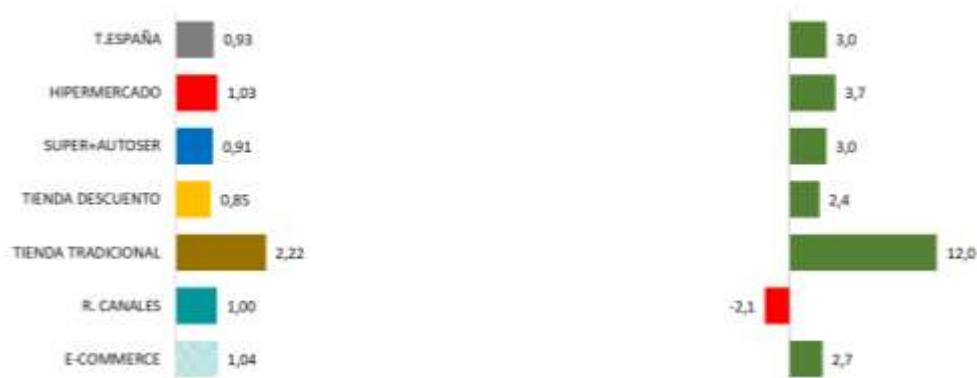 T.ESPAÑA 0,93 3,0
HIPERMERCADO 1,03 3,7
SUPER+AUTOSER 0,91 3,0
TIENDA DESCUENTO 0,85 2,4
TIENDA TRADICIONAL 2,22 12,0
R. CANALES 1,00 -2,1
E-COMMERCE 1,04 2,7